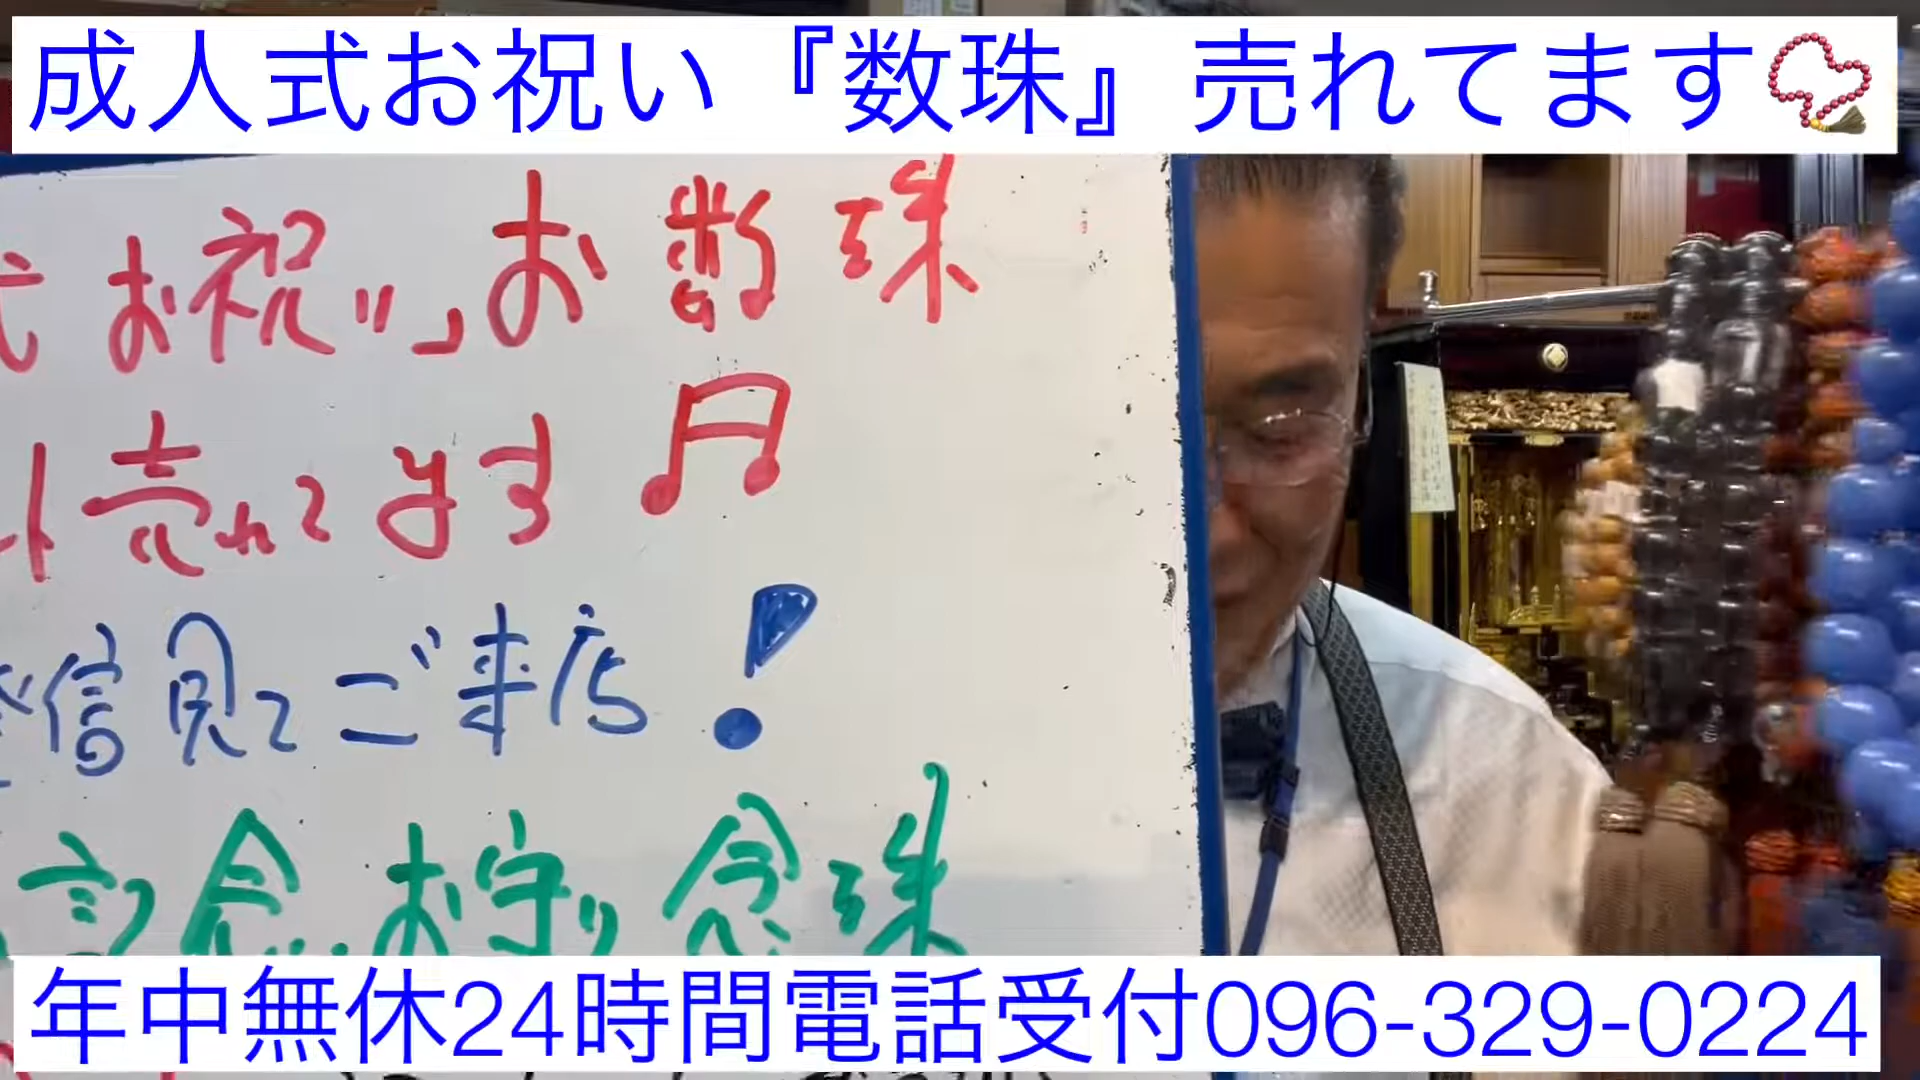 成人式お祝い『数珠』売れてます📿
式お祝い」お数珠
売れてます♬
信見てご来店!
記念お守り念珠
年中無休24時間電話受付096-329-0224